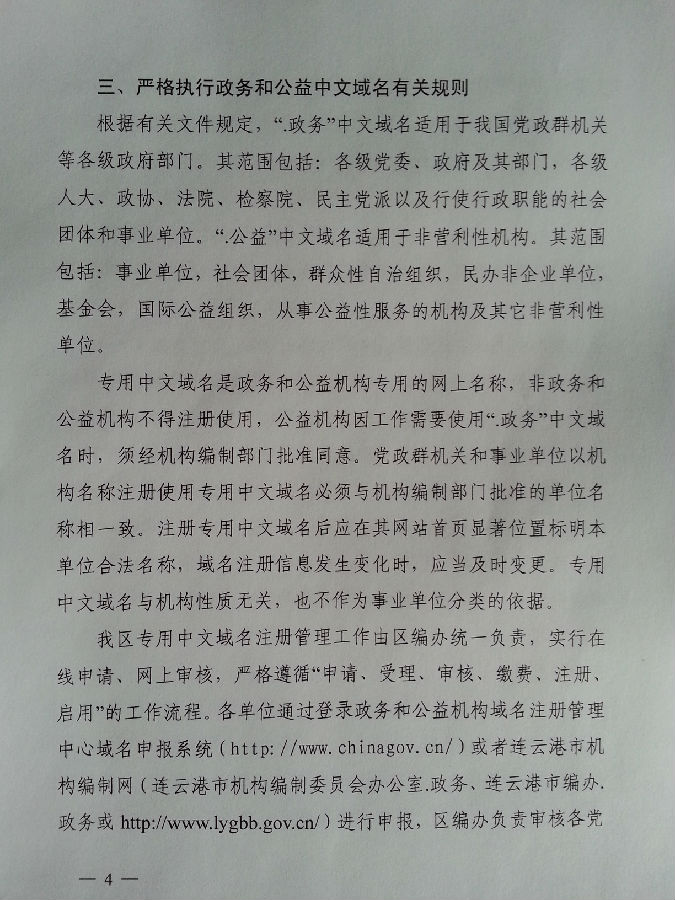 三、严格执行政务和公益中文域名有关规则
根据有关文件规定，“.政务”中文域名适用于我国党政群机关
等各级政府部门。其范围包括：各级党委、政府及其部门，各级
人大、政协、法院、检察院、民主党派以及行使行政职能的社会
团体和事业单位。“.公益”中文域名适用于非营利性机构。其范围
包括：事业单位，社会团体，群众性自治组织，民办非企业单位，
基金会，国际公益组织，从事公益性服务的机构及其它非营利性
单位。
专用中文域名是政务和公益机构专用的网上名称，非政务和
公益机构不得注册使用，公益机构因工作需要使用“.政务”中文域
名时，须经机构编制部门批准同意。党政群机关和事业单位以机
构名称注册使用专用中文域名必须与机构编制部门批准的单位名
称相一致。注册专用中文域名后应在其网站首页显著位置标明本
单位合法名称，域名注册信息发生变化时，应当及时变更。专用
中文域名与机构性质无关，也不作为事业单位分类的依据。
我区专用中文域名注册管理工作由区编办统一负责，实行在
线申请、网上审核，严格遵循“申请、受理、审核、缴费、注册、
启用”的工作流程。各单位通过登录政务和公益机构域名注册管理
中心域名申报系统（http://www.chinagov.cn/）或者连云港市机
构编制网（连云港市机构编制委员会办公室.政务、连云港市编办.
政务或 http://www.lygbb.gov.cn/）进行申报，区编办负责审核各党
— 4 —